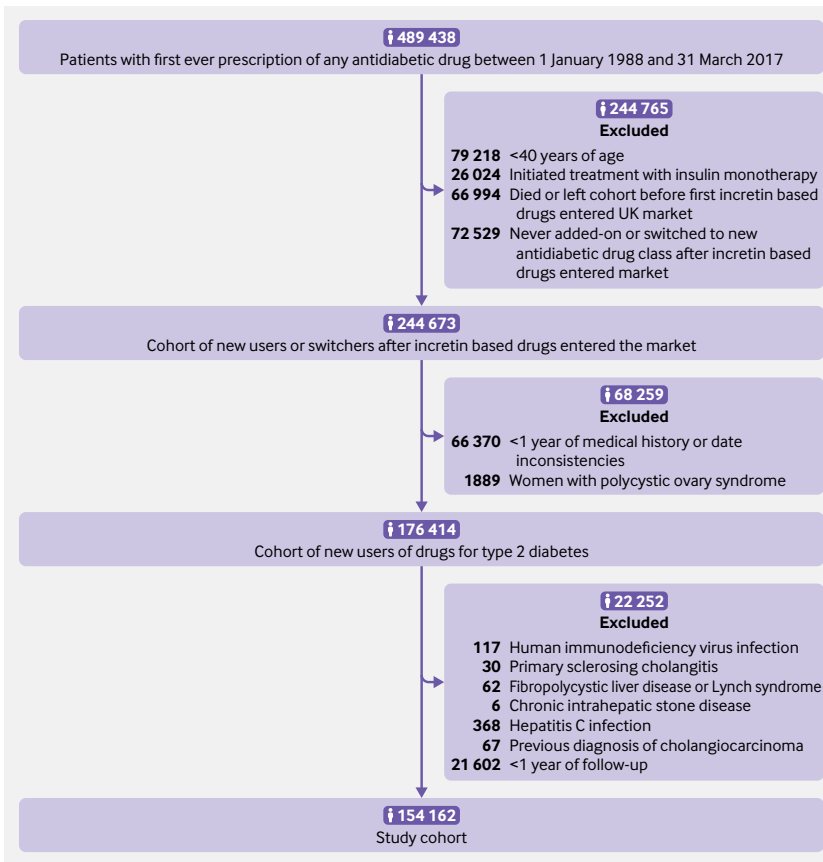 489 438
Patients with first ever prescription of any antidiabetic drug between 1 January 1988 and 31 March 2017
244 765
Excluded
79 218 <40 years of age
26 024 Initiated treatment with insulin monotherapy
66 994 Died or left cohort before first incretin based
drugs entered UK market
72 529 Never added-on or switched to new
antidiabetic drug class after incretin based
drugs entered market
244 673
Cohort of new users or switchers after incretin based drugs entered the market
68 259
Excluded
66 370 <1 year of medical history or date
inconsistencies
1889 Women with polycystic ovary syndrome
176 414
Cohort of new users of drugs for type 2 diabetes
22 252
Excluded
117 Human immunodeficiency virus infection
30 Primary sclerosing cholangitis
62 Fibropolycystic liver disease or Lynch syndrome
6 Chronic intrahepatic stone disease
368 Hepatitis C infection
67 Previous diagnosis of cholangiocarcinoma
21 602 <1 year of follow-up
154 162
Study cohort